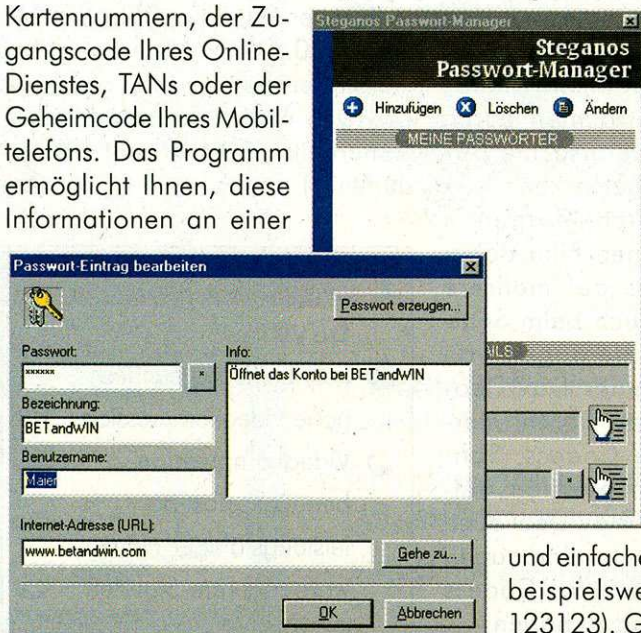 Kartennummern, der Zu-
gangscode Ihres Online-
Dienstes, TANs oder der
Geheimcode Ihres Mobil-
telefons. Das Programm
ermöglicht Ihnen, diese
Informationen an einer
Steganos Passwort-Manager
Steganos
Passwort-Manager
Hinzufügen Löschen Ändern
MEINE PASSWÖRTER
AILS
Passwort-Eintrag bearbeiten
Passwort erzeugen...
Passwort:
xxxxxx
Bezeichnung:
BETandWIN
Benutzername:
Maier
Info:
Öffnet das Konto bei BETandWIN
Internet-Adresse (URL):
www.betandwin.com
Gehe zu...
OK Abbrechen
und einfache
beispielswe
123123). G